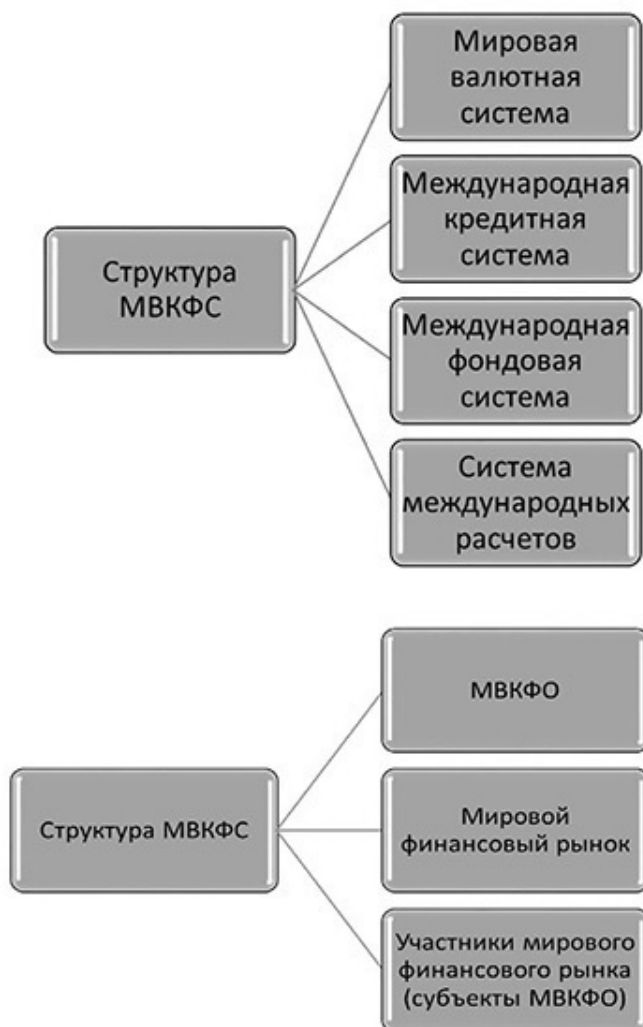 Структура
МВКФС
Мировая
валютная
система
Международная
кредитная
система
Международная
фондовая
система
Система
международных
расчетов
Структура МВКФС
МВКФО
Мировой
финансовый рынок
Участники мирового
финансового рынка
(субъекты МВКФО)